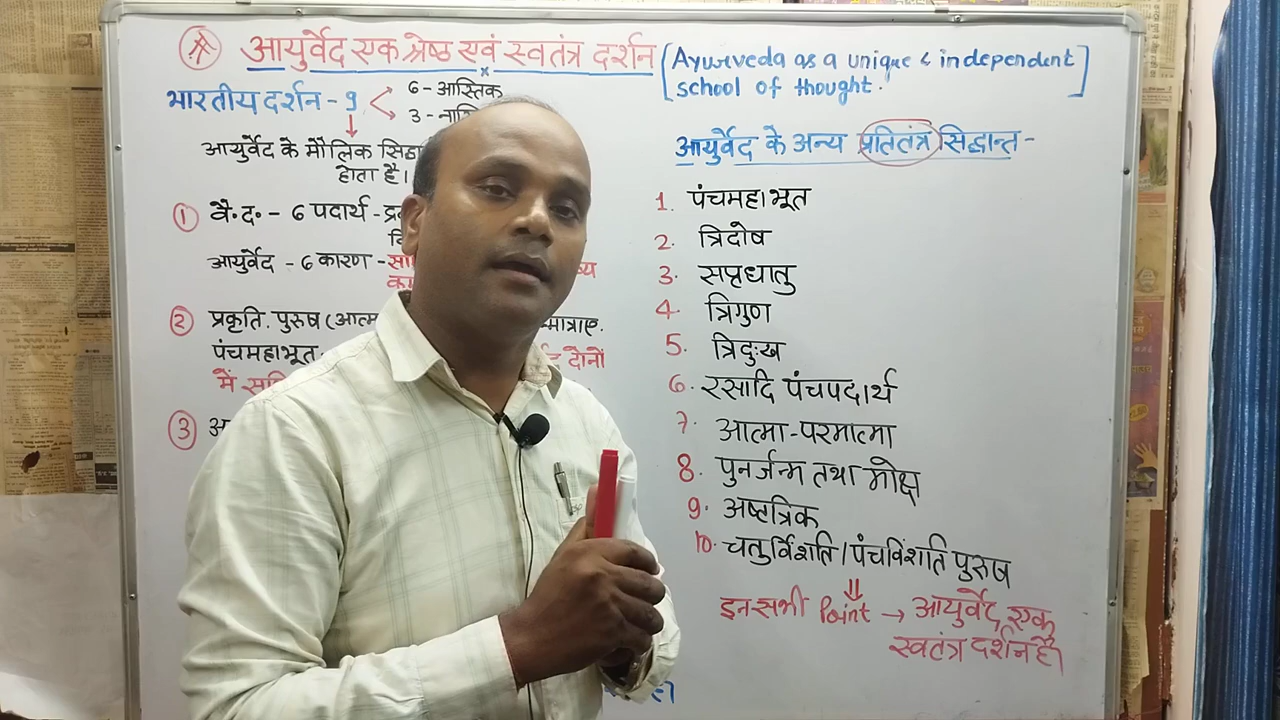 आयुर्वेद एक श्रेष्ठ एवं स्वतंत्र दर्शन
[Ayurveda as a unique & independent
school of thought.]
भारतीय दर्शन - 9
6 - आस्तिक
3 -
आयुर्वेद के मौलिक
होता है।
① वै. द. - 6 पदार्थ -
आयुर्वेद - 6 कारण -
② प्रकृति. पुरुष
पंचमहाभूत
दोनों
में
③
आयुर्वेद के अन्य प्रतितंत्र सिद्धान्त -
1. पंचमहाभूत
2. त्रिदोष
3. सप्तधातु
4. त्रिगुण
5. त्रिदुःख
6. रसादि पंचपदार्थ
7. आत्मा - परमात्मा
8. पुनर्जन्म तथा मोक्ष
9. अष्टत्रिक
10. चतुर्विंशति / पंचविंशति पुरुष
इन सभी Point → आयुर्वेद एक
स्वतंत्र दर्शन है।